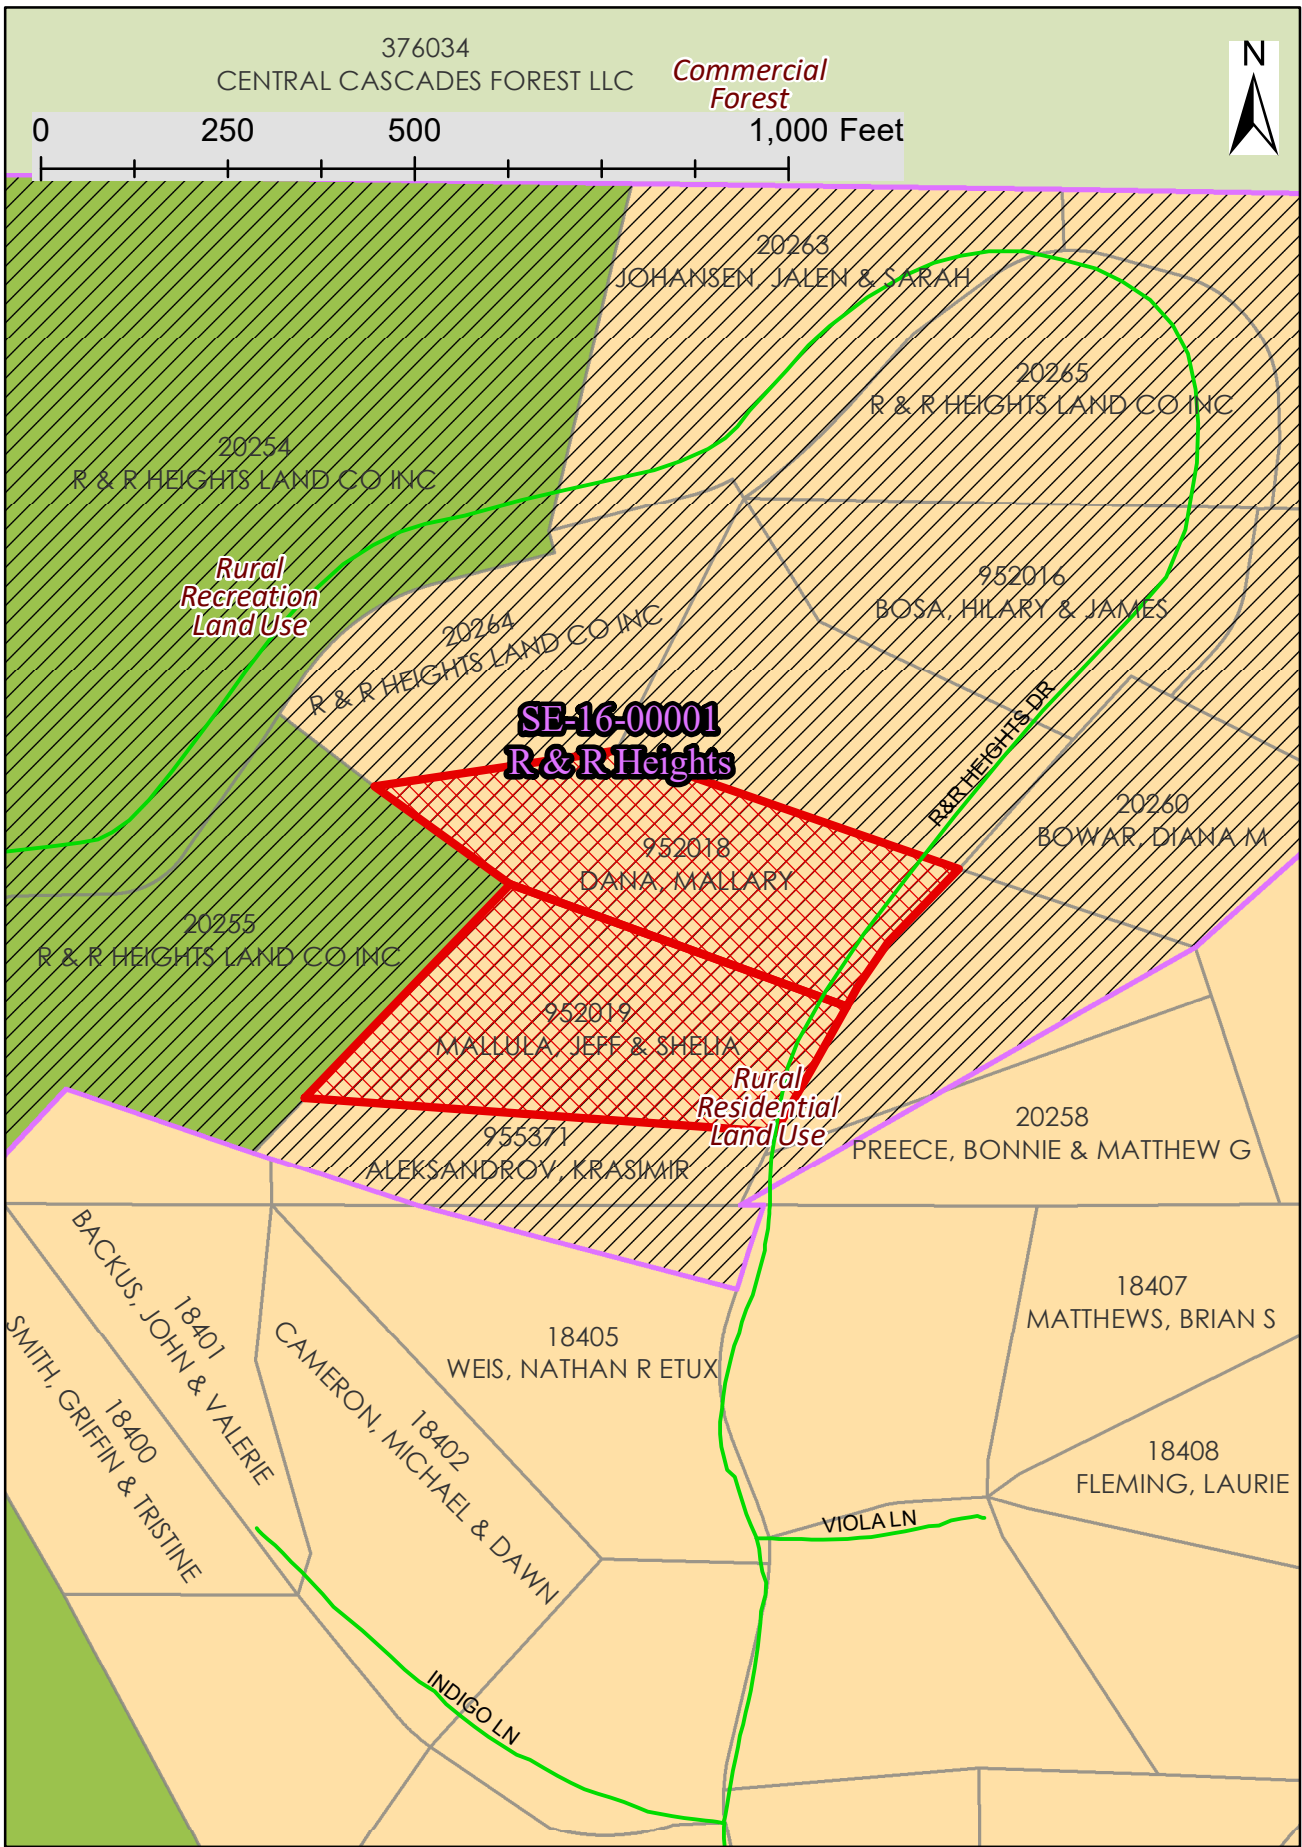 376034
CENTRAL CASCADES FOREST LLC
Commercial
Forest
N
0 250 500 1,000 Feet
20263
JOHANSEN, JALEN & SARAH
20265
R & R HEIGHTS LAND CO INC
20254
R & R HEIGHTS LAND CO INC
Rural
Recreation
Land Use
952016
BOSA, HILARY & JAMES
20264
R & R HEIGHTS LAND CO INC
SE-16-00001
R & R Heights
R&R HEIGHTS DR
20260
BOWAR, DIANA M
952018
DANA, MALLARY
20255
R & R HEIGHTS LAND CO INC
952019
MALLULA, JEFF & SHELIA
Rural
Residential
Land Use
20258
PREECE, BONNIE & MATTHEW G
955371
ALEKSANDROV, KRASIMIR
18401
BACKUS, JOHN & VALERIE
18400
SMITH, GRIFFIN & TRISTINE
18402
CAMERON, MICHAEL & DAWN
18405
WEIS, NATHAN R ETUX
18407
MATTHEWS, BRIAN S
18408
FLEMING, LAURIE
VIOLA LN
INDIGO LN